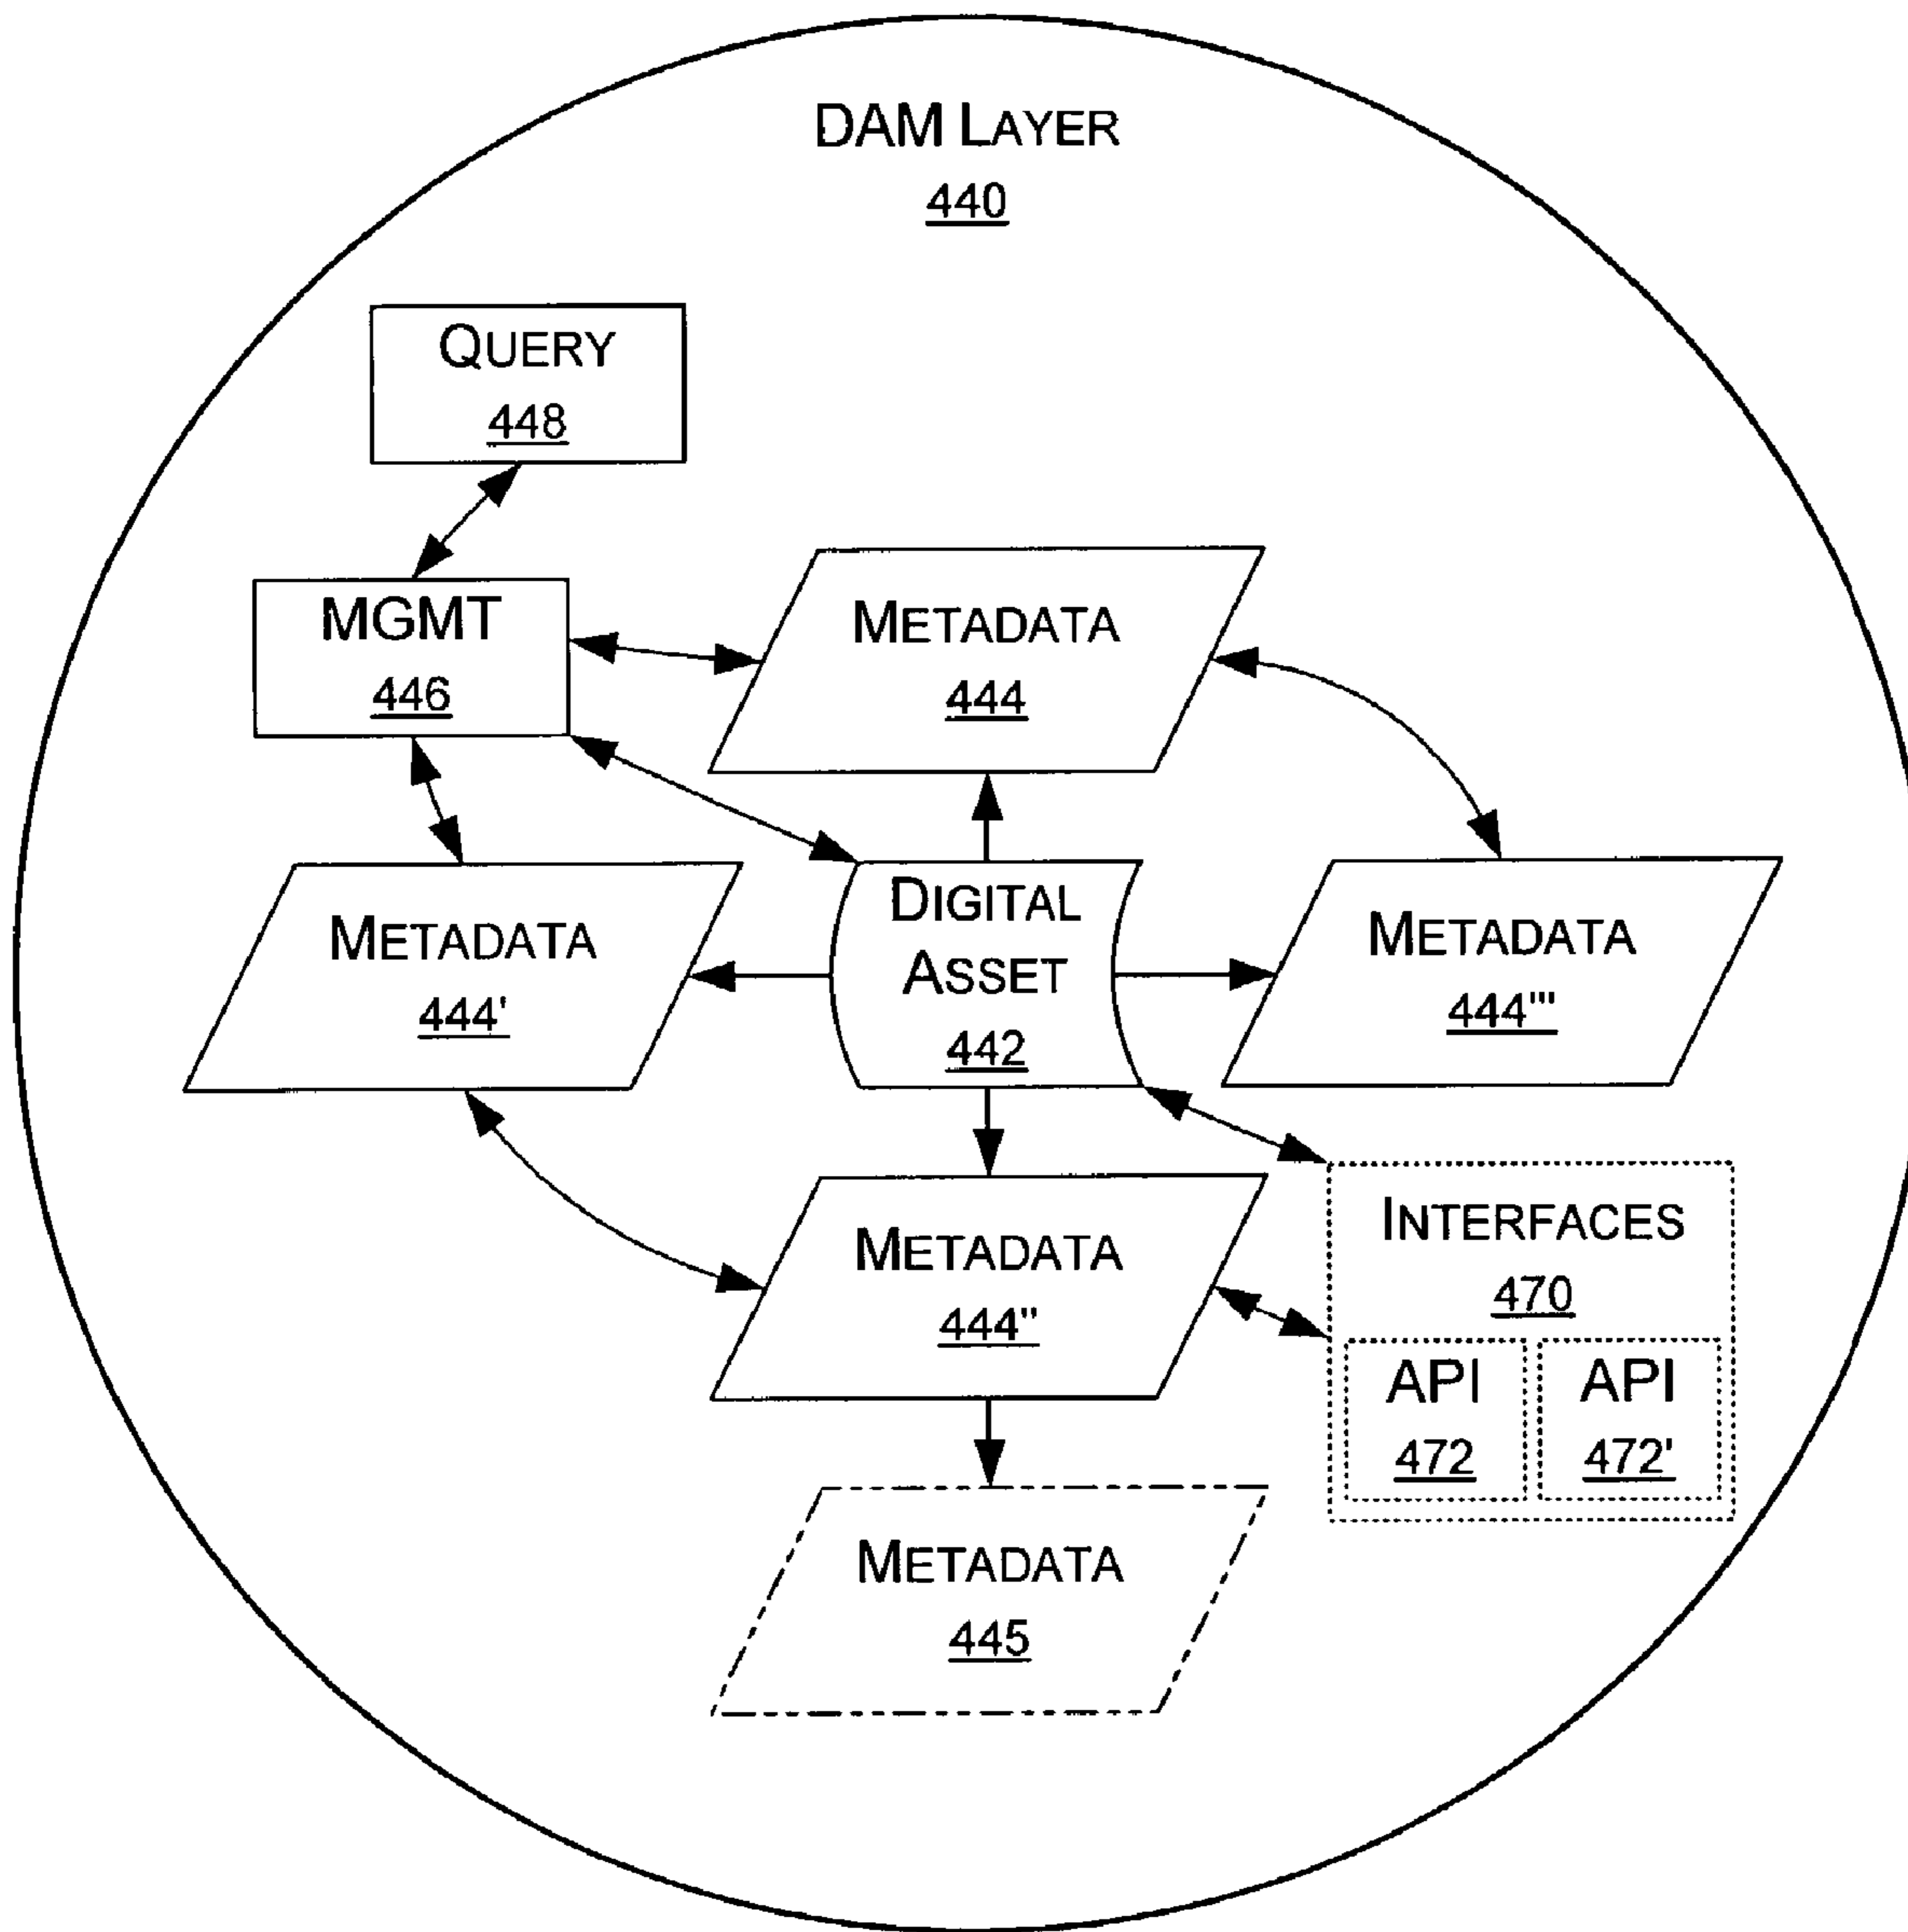 DAM LAYER
440
QUERY
448
MGMT
446
METADATA
444
METADATA
444'
DIGITAL
ASSET
442
METADATA
444'''
METADATA
444''
INTERFACES
470
API
472
API
472'
METADATA
445